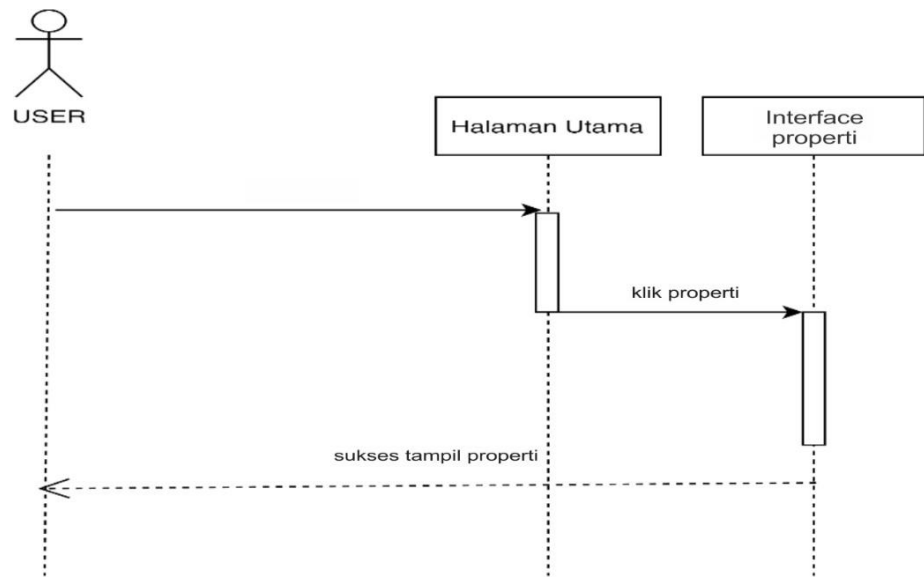 USER
Halaman Utama
Interface
properti
klik properti
sukses tampil properti